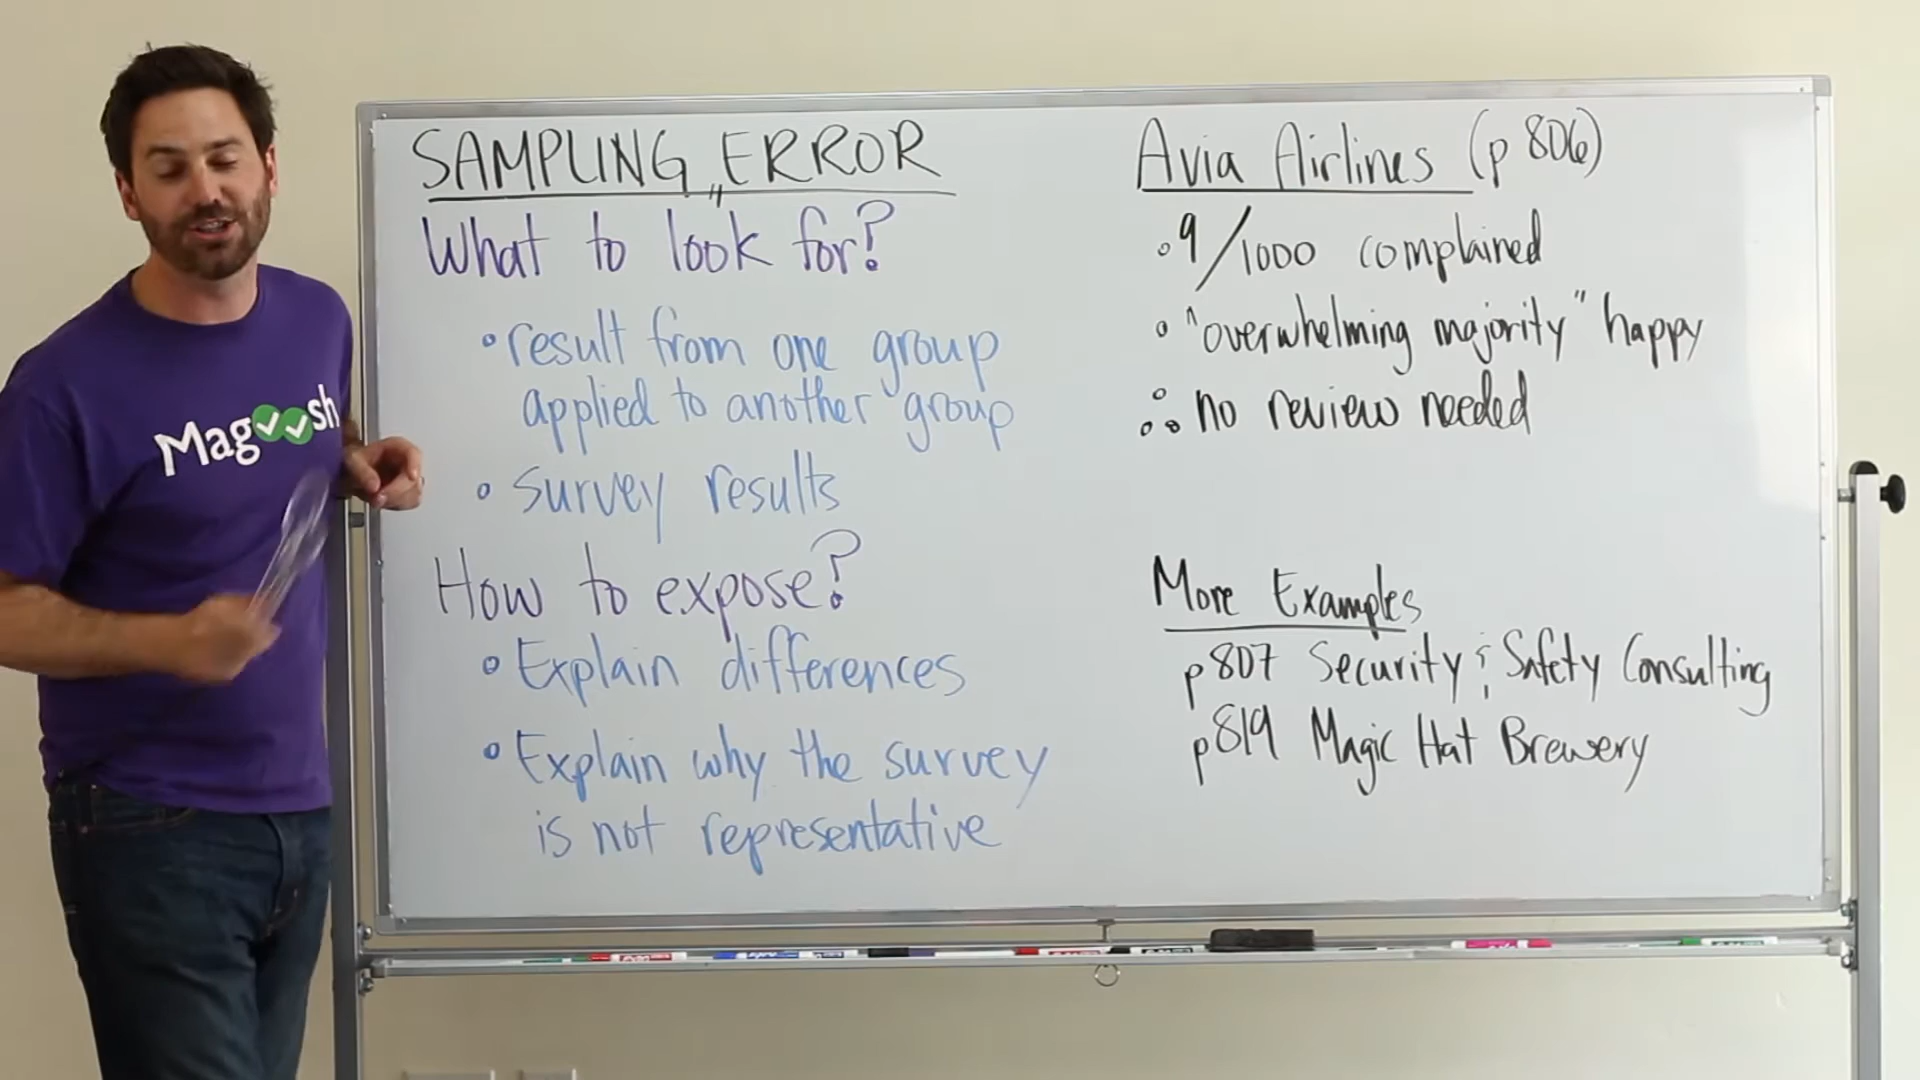 SAMPLING ERROR
What to look for?
• result from one group
applied to another group
• survey results
How to expose?
• Explain differences
• Explain why the survey
is not representative
Avia Airlines (p 806)
• 9/1000 complained
• "overwhelming majority" happy
∴ no review needed
More Examples
p807 Security & Safety Consulting
p819 Magic Hat Brewery
Magoosh